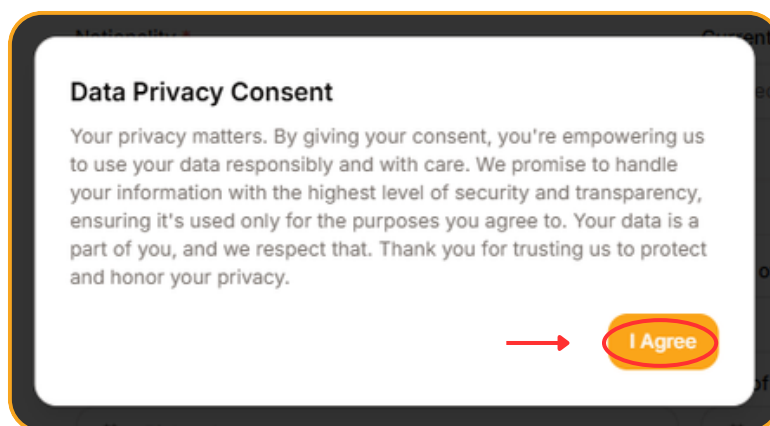 Nationality *
Data Privacy Consent
Your privacy matters. By giving your consent, you're empowering us
to use your data responsibly and with care. We promise to handle
your information with the highest level of security and transparency,
ensuring it's used only for the purposes you agree to. Your data is a
part of you, and we respect that. Thank you for trusting us to protect
and honor your privacy.
I Agree